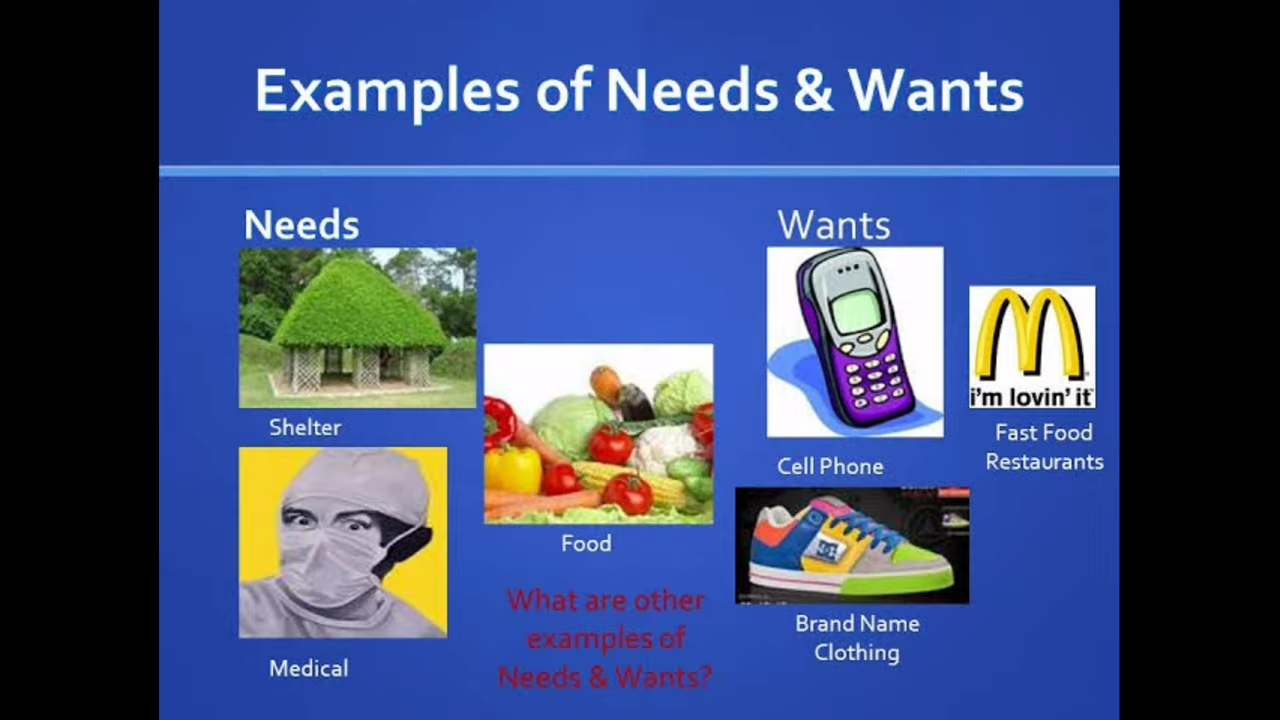 Examples of Needs & Wants
Needs
Wants
Shelter
Medical
Food
What are other
examples of
Needs & Wants?
Cell Phone
i'm lovin' it
Fast Food
Restaurants
Brand Name
Clothing